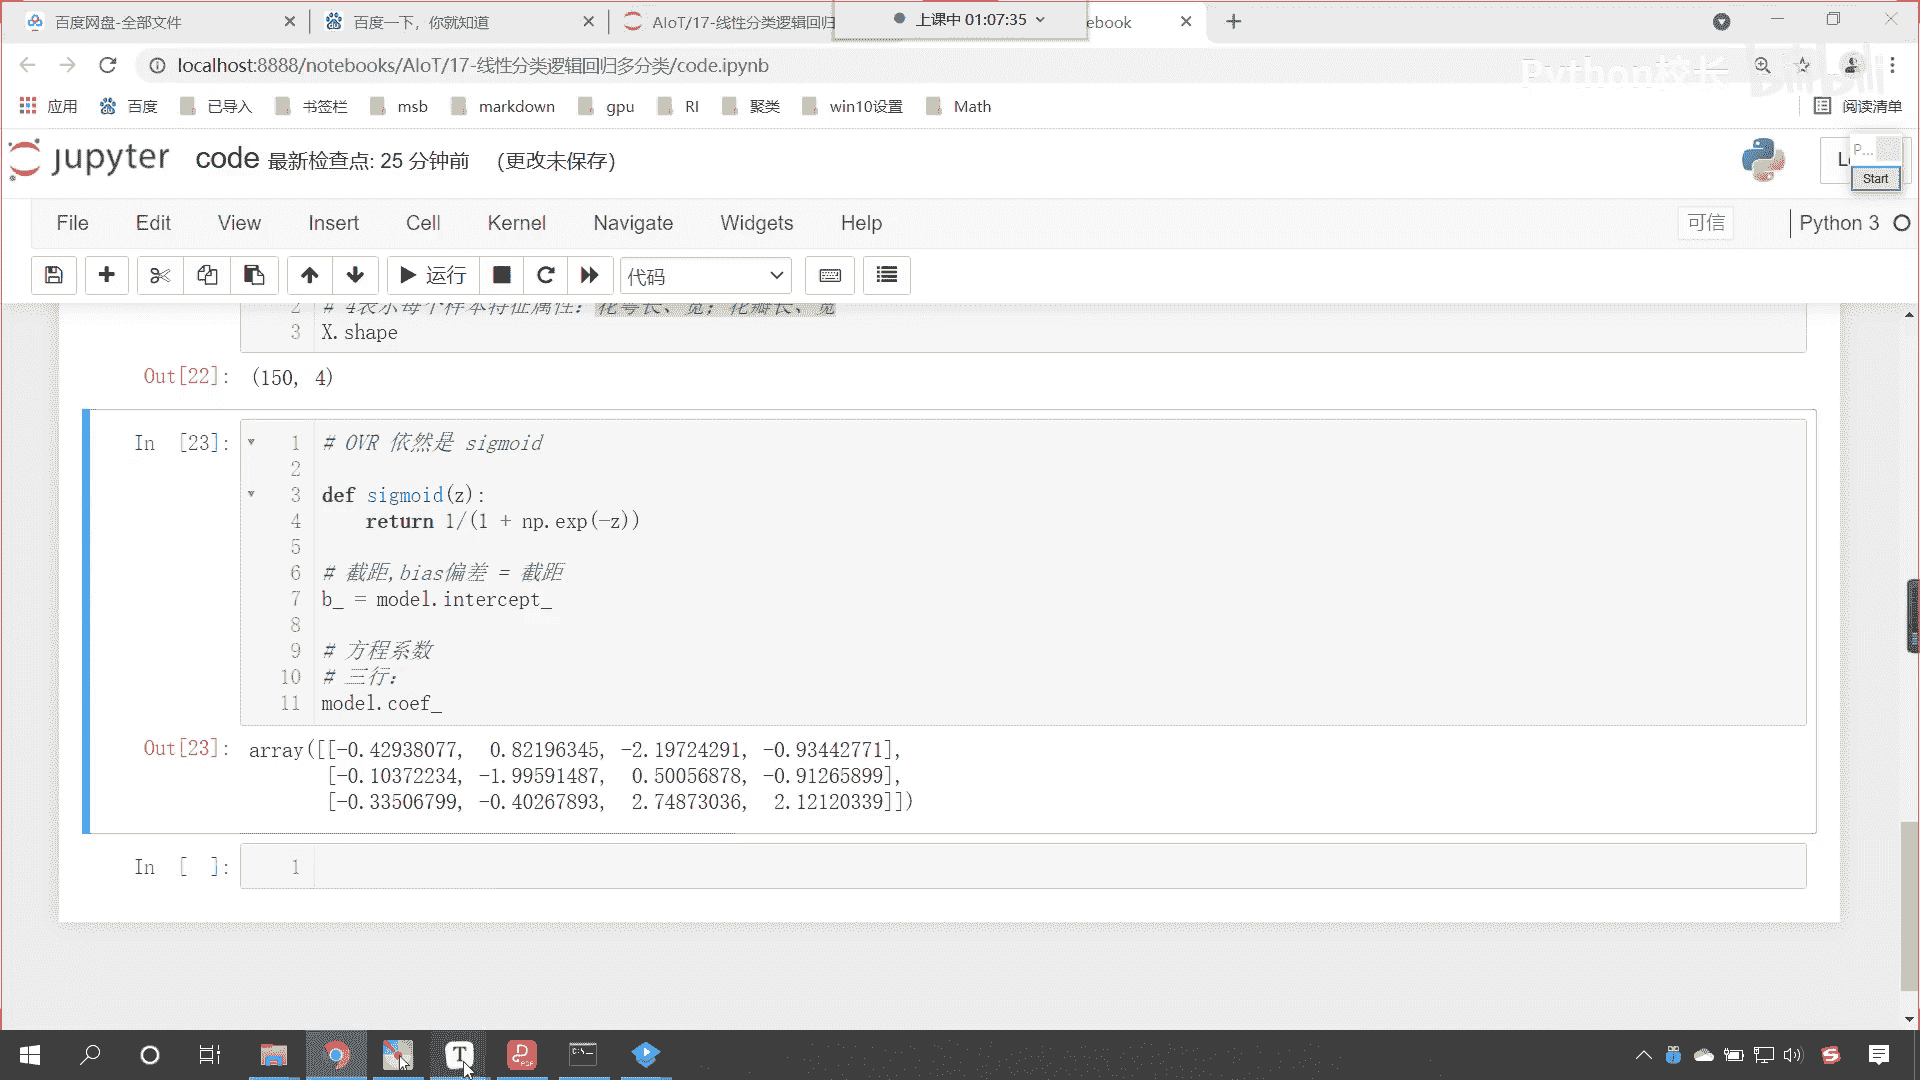 百度网盘-全部文件
百度一下，你就知道
AIoT/17-线性分类逻辑回归
上课中 01:07:35
ebook
localhost:8888/notebooks/AIoT/17-线性分类逻辑回归多分类/code.ipynb
Python校长
bilibili
应用 百度 已导入 书签栏 msb markdown gpu RI 聚类 win10设置 Math 阅读清单
jupyter code 最新检查点: 25 分钟前 (更改未保存)
P...
Start
File Edit View Insert Cell Kernel Navigate Widgets Help 可信 Python 3
运行 代码
2 # 4表示每个样本特征属性：花萼长、宽；花瓣长、宽
3 X.shape
Out[22]: (150, 4)
In [23]: 1 # OVR 依然是 sigmoid
2
3 def sigmoid(z):
4 return 1/(1 + np.exp(-z))
5
6 # 截距,bias偏差 = 截距
7 b_ = model.intercept_
8
9 # 方程系数
10 # 三行：
11 model.coef_
Out[23]: array([[-0.42938077, 0.82196345, -2.19724291, -0.93442771],
[-0.10372234, -1.99591487, 0.50056878, -0.91265899],
[-0.33506799, -0.40267893, 2.74873036, 2.12120339]])
In [ ]: 1